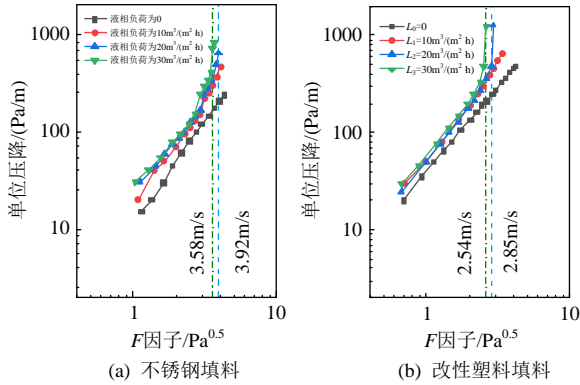 单位压降/(Pa/m)
1000
100
10
液相负荷为0
液相负荷为10m³/(m² h)
液相负荷为20m³/(m² h)
液相负荷为30m³/(m² h)
3.58m/s
3.92m/s
1
10
F因子/Pa^0.5
(a) 不锈钢填料
单位压降/(Pa/m)
1000
100
10
L₀=0
L₁=10m³/(m² h)
L₂=20m³/(m² h)
L₃=30m³/(m² h)
2.54m/s
2.85m/s
1
10
F因子/Pa^0.5
(b) 改性塑料填料